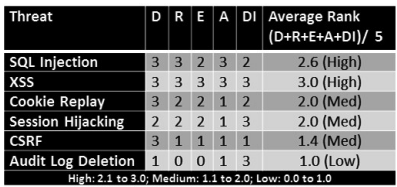 Threat D R E A DI Average Rank
(D+R+E+A+DI)/ 5
SQL Injection 3 3 2 3 2 2.6 (High)
XSS 3 3 3 3 3 3.0 (High)
Cookie Replay 3 2 2 1 2 2.0 (Med)
Session Hijacking 2 2 2 1 3 2.0 (Med)
CSRF 3 1 1 1 1 1.4 (Med)
Audit Log Deletion 1 0 0 1 3 1.0 (Low)
High: 2.1 to 3.0; Medium: 1.1 to 2.0; Low: 0.0 to 1.0